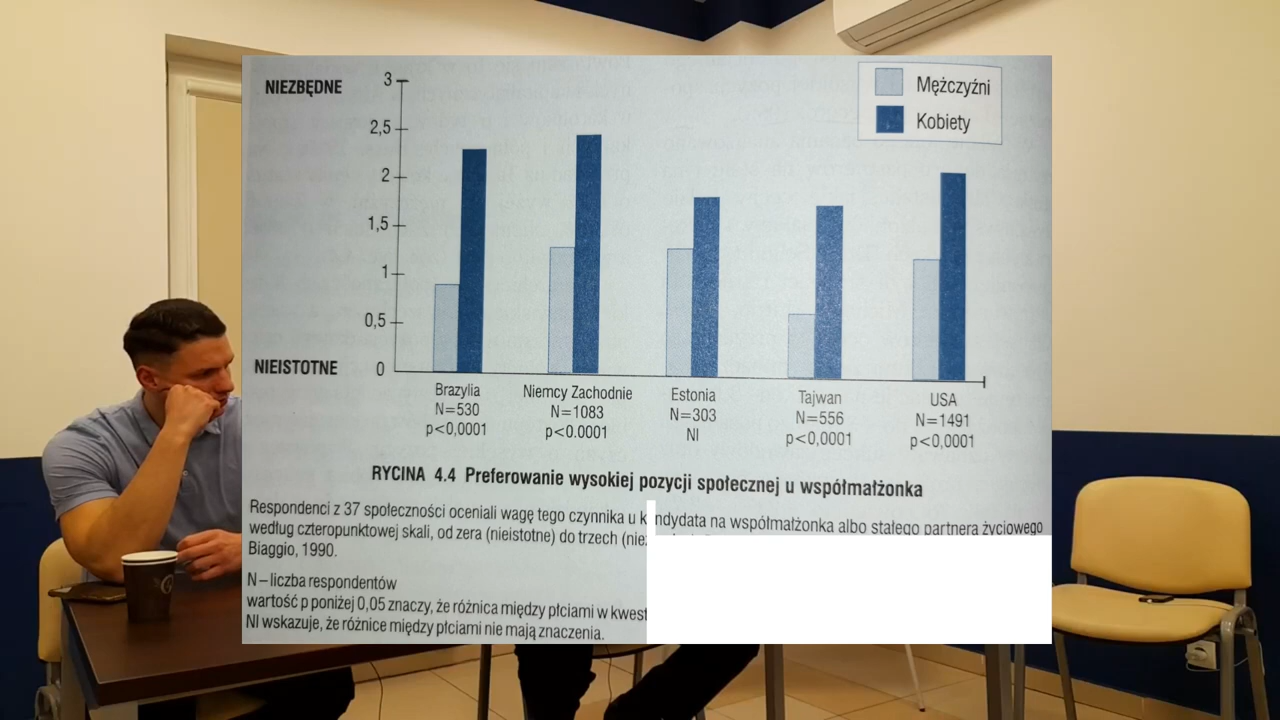 NIEZBĘDNE
3
2,5
2
1,5
1
0,5
0
NIEISTOTNE
Mężczyźni
Kobiety
Brazylia
N=530
p<0,0001
Niemcy Zachodnie
N=1083
p<0.0001
Estonia
N=303
NI
Tajwan
N=556
p<0,0001
USA
N=1491
p<0,0001
RYCINA 4.4 Preferowanie wysokiej pozycji społecznej u współmałżonka
Respondenci z 37 społeczności oceniali wagę tego czynnika u k ndydata na współmałżonka albo stałego partnera życiowego
według czteropunktowej skali, od zera (nieistotne) do trzech
Biaggio, 1990.
N – liczba respondentów
wartość p poniżej 0,05 znaczy, że różnica między płciami w kwest
NI wskazuje, że różnice między płciami nie mają znaczenia.